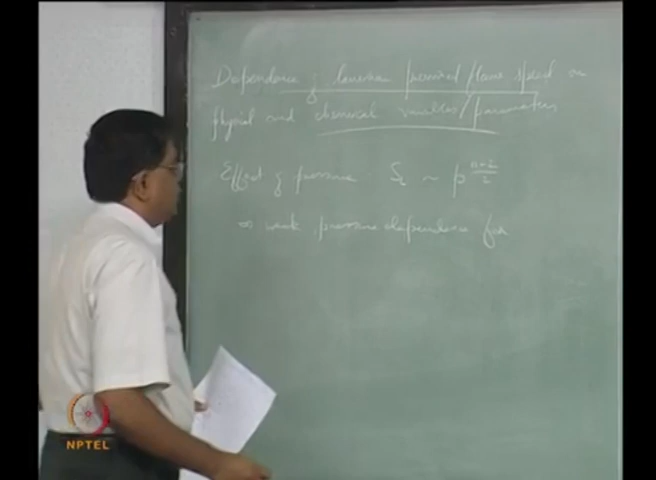 Dependence of laminar premixed flame speed on
physical and chemical variables/parameters
Effect of pressure S_L ~ p^{\frac{n-2}{2}}
⇒ weak pressure dependence for
NPTEL